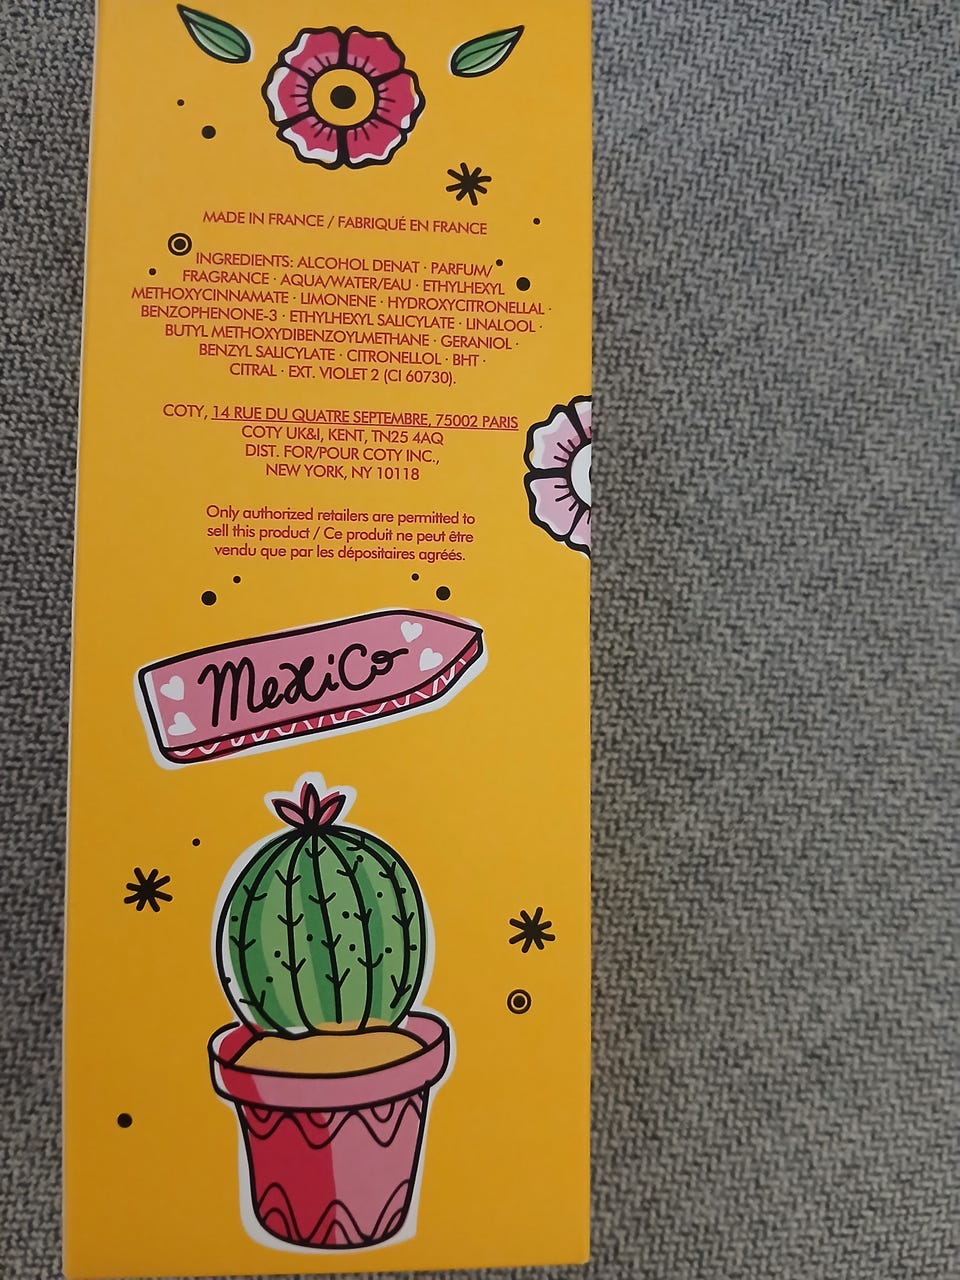 MADE IN FRANCE / FABRIQUÉ EN FRANCE
INGREDIENTS: ALCOHOL DENAT · PARFUM/
FRAGRANCE · AQUA/WATER/EAU · ETHYLHEXYL
METHOXYCINNAMATE · LIMONENE · HYDROXYCITRONELLAL ·
BENZOPHENONE-3 · ETHYLHEXYL SALICYLATE · LINALOOL ·
BUTYL METHOXYDIBENZOYLMETHANE · GERANIOL ·
BENZYL SALICYLATE · CITRONELLOL · BHT ·
CITRAL · EXT. VIOLET 2 (CI 60730).
COTY, 14 RUE DU QUATRE SEPTEMBRE, 75002 PARIS
COTY UK&I, KENT, TN25 4AQ
DIST. FOR/POUR COTY INC.,
NEW YORK, NY 10118
Only authorized retailers are permitted to
sell this product / Ce produit ne peut être
vendu que par les dépositaires agréés.
Mexico